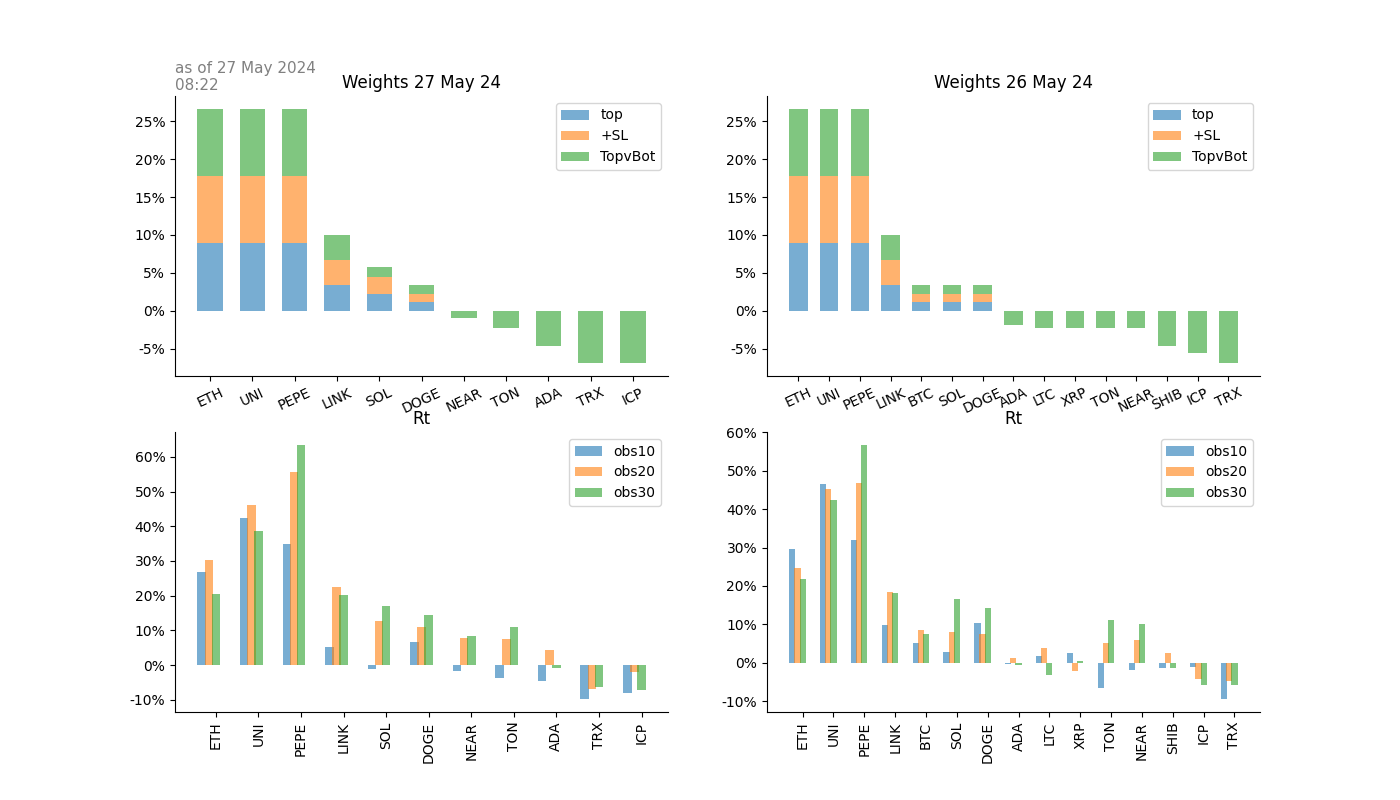 as of 27 May 2024
08:22
Weights 27 May 24
25%
20%
15%
10%
5%
0%
-5%
top
+SL
TopvBot
ETH UNI PEPE LINK SOL DOGE NEAR TON ADA TRX ICP
Weights 26 May 24
25%
20%
15%
10%
5%
0%
-5%
top
+SL
TopvBot
ETH UNI PEPE LINK BTC SOL DOGE ADA LTC XRP TON NEAR SHIB ICP TRX
Rt
60%
50%
40%
30%
20%
10%
0%
-10%
obs10
obs20
obs30
ETH UNI PEPE LINK SOL DOGE NEAR TON ADA TRX ICP
Rt
60%
50%
40%
30%
20%
10%
0%
-10%
obs10
obs20
obs30
ETH UNI PEPE LINK BTC SOL DOGE ADA LTC XRP TON NEAR SHIB ICP TRX